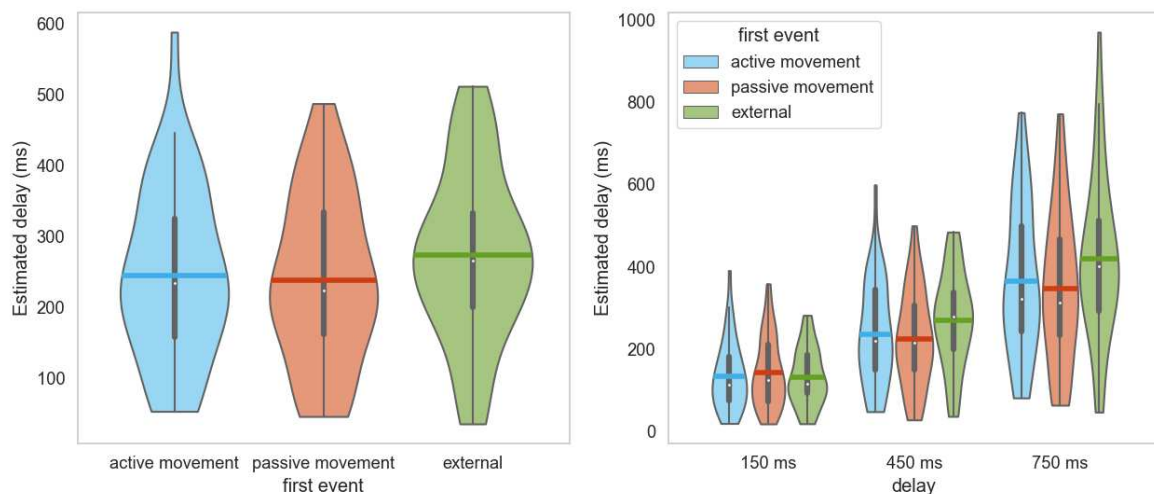 600
500
400
300
200
100
Estimated delay (ms)
active movement passive movement external
first event
1000
800
600
400
200
0
Estimated delay (ms)
first event
active movement
passive movement
external
150 ms 450 ms 750 ms
delay